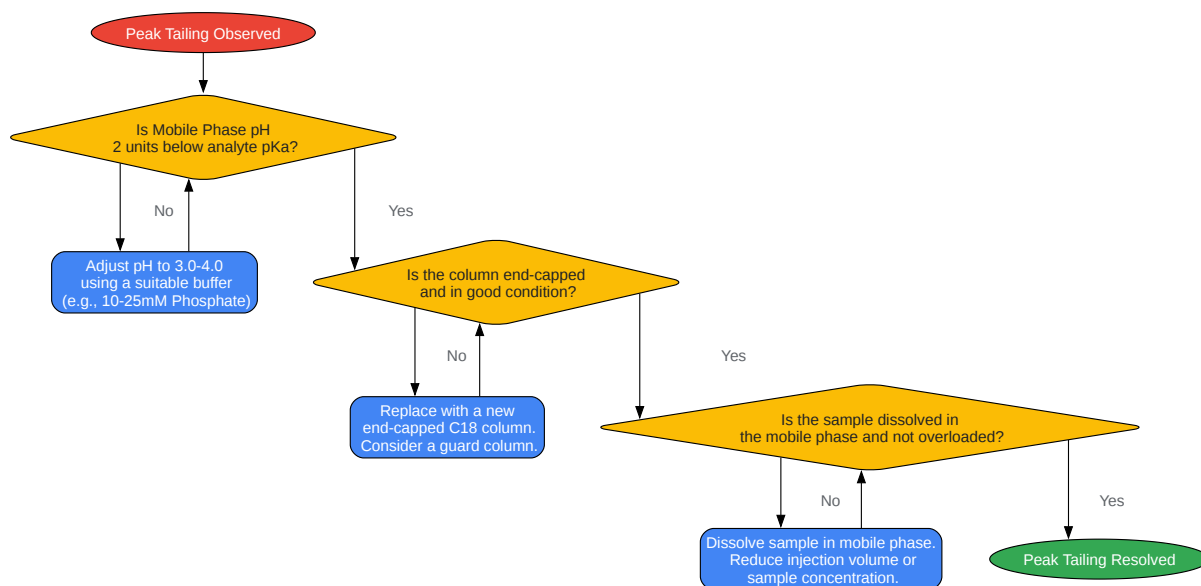 Peak Tailing Observed
Is Mobile Phase pH
2 units below analyte pKa?
No
Yes
Adjust pH to 3.0-4.0
using a suitable buffer
(e.g., 10-25mM Phosphate)
Is the column end-capped
and in good condition?
No
Yes
Replace with a new
end-capped C18 column.
Consider a guard column.
Is the sample dissolved in
the mobile phase and not overloaded?
No
Yes
Dissolve sample in mobile phase.
Reduce injection volume or
sample concentration.
Peak Tailing Resolved